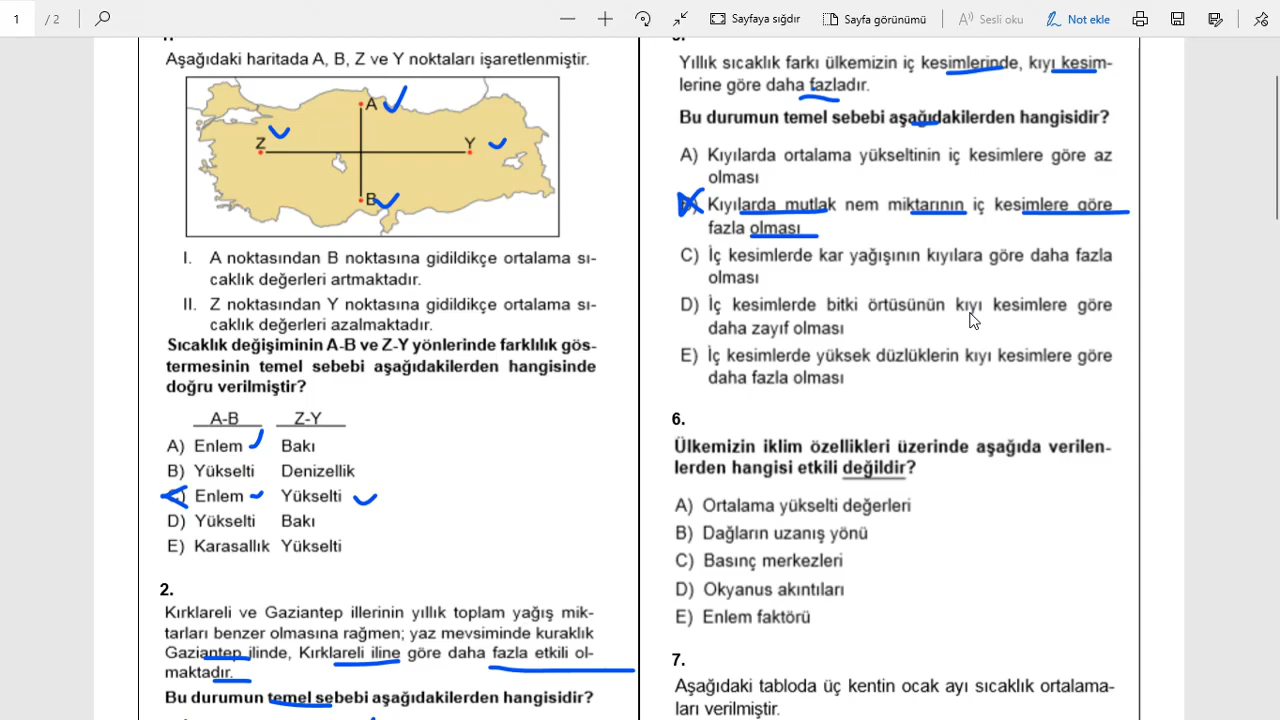 1
/ 2
Sayfaya sığdır
Sayfa görünümü
Sesli oku
Not ekle
Aşağıdaki haritada A, B, Z ve Y noktaları işaretlenmiştir.
A
Z
Y
B
I. A noktasından B noktasına gidildikçe ortalama sı-
caklık değerleri artmaktadır.
II. Z noktasından Y noktasına gidildikçe ortalama sı-
caklık değerleri azalmaktadır.
Sıcaklık değişiminin A-B ve Z-Y yönlerinde farklılık gös-
termesinin temel sebebi aşağıdakilerden hangisinde
doğru verilmiştir?
A-B Z-Y
A) Enlem Bakı
B) Yükselti Denizellik
C) Enlem Yükselti
D) Yükselti Bakı
E) Karasallık Yükselti
2.
Kırklareli ve Gaziantep illerinin yıllık toplam yağış mik-
tarları benzer olmasına rağmen; yaz mevsiminde kuraklık
Gaziantep ilinde, Kırklareli iline göre daha fazla etkili ol-
maktadır.
Bu durumun temel sebebi aşağıdakilerden hangisidir?
Yıllık sıcaklık farkı ülkemizin iç kesimlerinde, kıyı kesim-
lerine göre daha fazladır.
Bu durumun temel sebebi aşağıdakilerden hangisidir?
A) Kıyılarda ortalama yükseltinin iç kesimlere göre az
olması
B) Kıyılarda mutlak nem miktarının iç kesimlere göre
fazla olması
C) İç kesimlerde kar yağışının kıyılara göre daha fazla
olması
D) İç kesimlerde bitki örtüsünün kıyı kesimlere göre
daha zayıf olması
E) İç kesimlerde yüksek düzlüklerin kıyı kesimlere göre
daha fazla olması
6.
Ülkemizin iklim özellikleri üzerinde aşağıda verilen-
lerden hangisi etkili değildir?
A) Ortalama yükselti değerleri
B) Dağların uzanış yönü
C) Basınç merkezleri
D) Okyanus akıntıları
E) Enlem faktörü
7.
Aşağıdaki tabloda üç kentin ocak ayı sıcaklık ortalama-
ları verilmiştir.